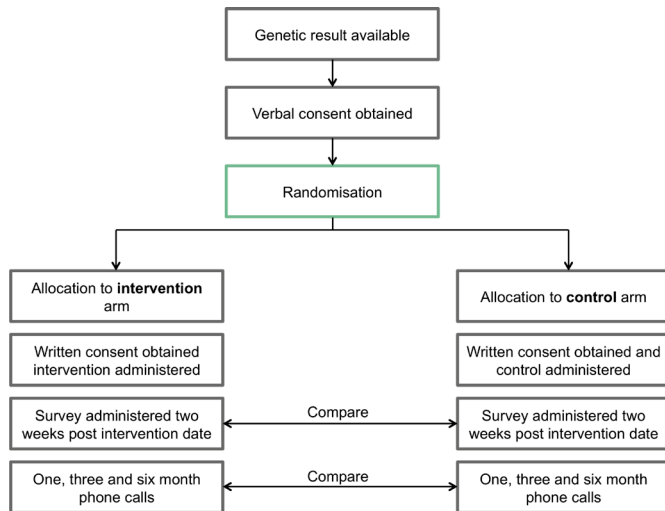 Genetic result available
Verbal consent obtained
Randomisation
Allocation to intervention
arm
Allocation to control arm
Written consent obtained
intervention administered
Written consent obtained and
control administered
Survey administered two
weeks post intervention date
Compare
Survey administered two
weeks post intervention date
One, three and six month
phone calls
Compare
One, three and six month
phone calls